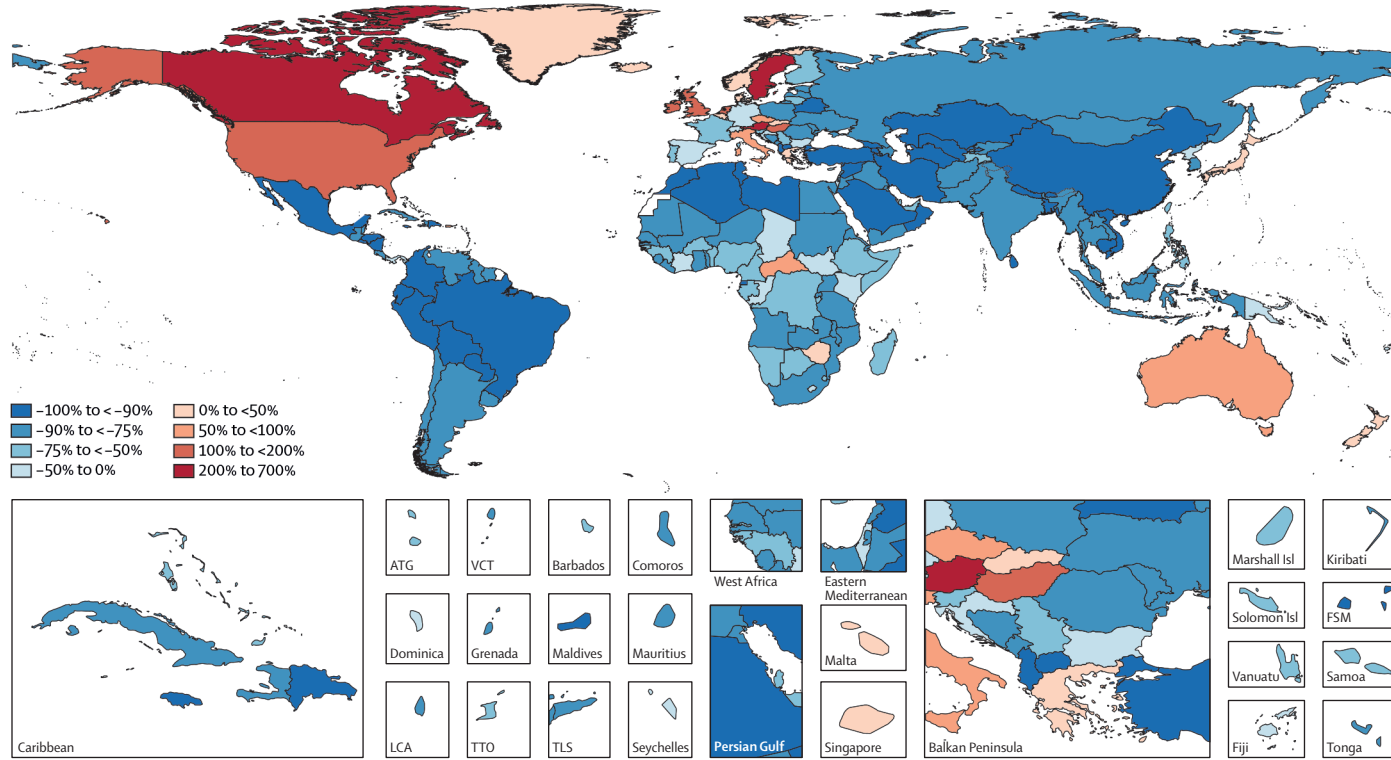 –100% to < –90%
–90% to <–75%
–75% to <–50%
–50% to 0%
0% to <50%
50% to <100%
100% to <200%
200% to 700%
Caribbean
ATG
VCT
Barbados
Comoros
Dominica
Grenada
Maldives
Mauritius
LCA
TTO
TLS
Seychelles
West Africa
Eastern
Mediterranean
Persian Gulf
Malta
Singapore
Balkan Peninsula
Marshall Isl
Kiribati
Solomon Isl
FSM
Vanuatu
Samoa
Fiji
Tonga